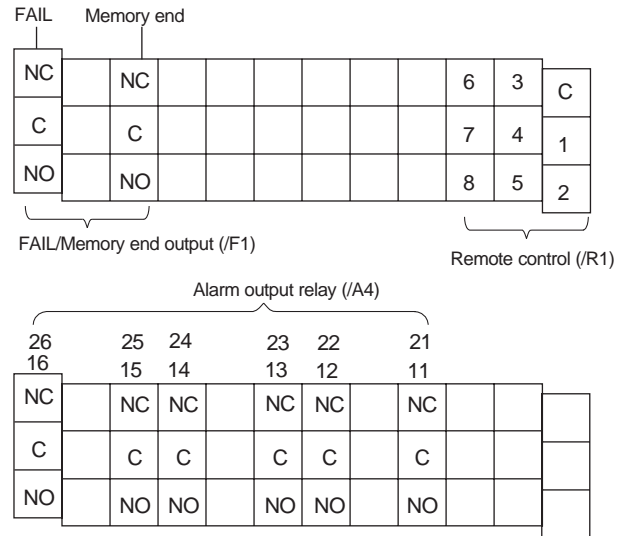 FAIL Memory end
NC NC 6 3 C
C C 7 4 1
NO NO 8 5 2
FAIL/Memory end output (/F1)
Remote control (/R1)
Alarm output relay (/A4)
26 25 24 23 22 21
16 15 14 13 12 11
NC NC NC NC NC NC
C C C C C C
NO NO NO NO NO NO